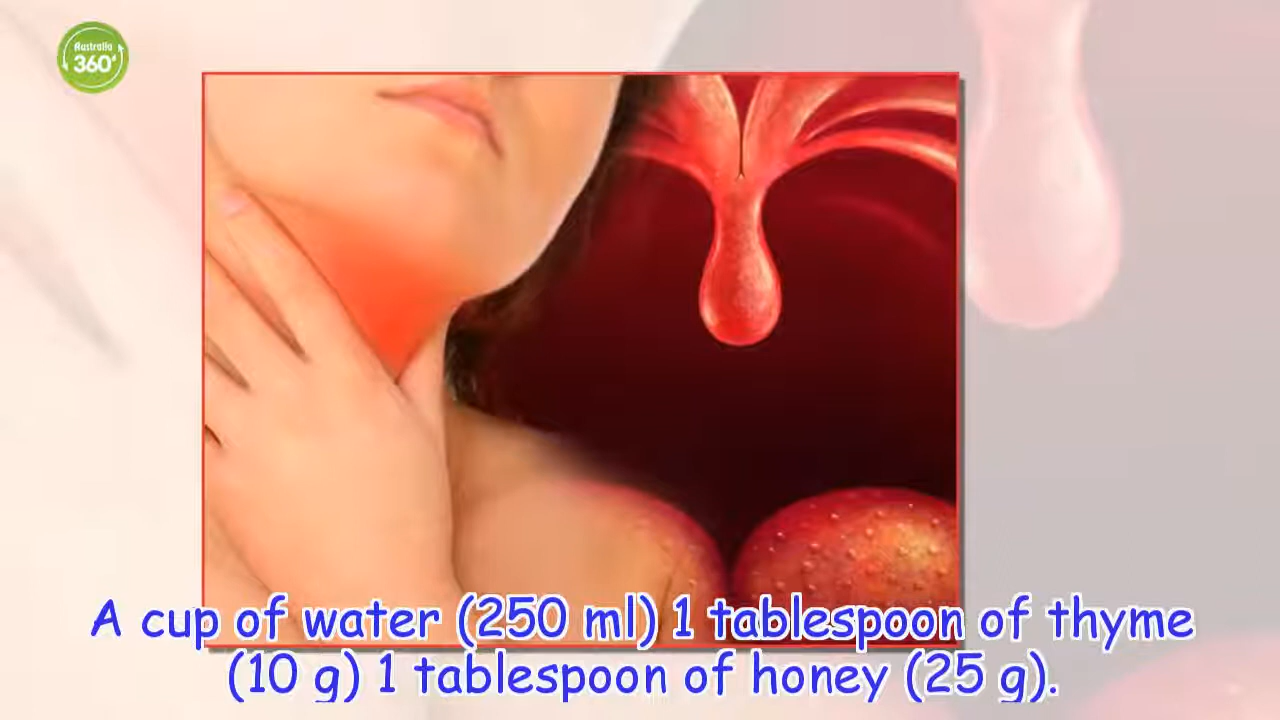 Australia
360°
A cup of water (250 ml) 1 tablespoon of thyme
(10 g) 1 tablespoon of honey (25 g).